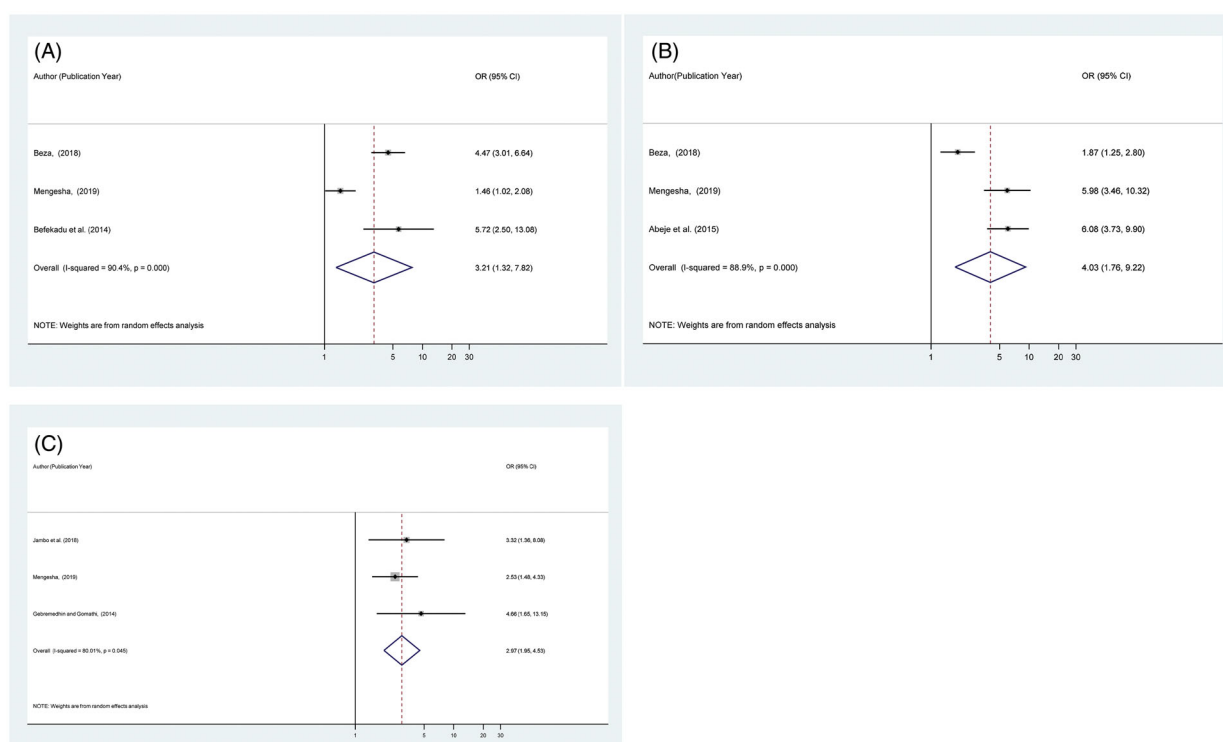 (A)
Author (Publication Year) OR (95% CI)
Beza, (2018) 4.47 (3.01, 6.64)
Mengesha, (2019) 1.46 (1.02, 2.08)
Befekadu et al. (2014) 5.72 (2.50, 13.08)
Overall (I-squared = 90.4%, p = 0.000) 3.21 (1.32, 7.82)
NOTE: Weights are from random effects analysis
1 5 10 20 30
(B)
Author(Publication Year) OR (95% CI)
Beza, (2018) 1.87 (1.25, 2.80)
Mengesha, (2019) 5.98 (3.46, 10.32)
Abeje et al. (2015) 6.08 (3.73, 9.90)
Overall (I-squared = 88.9%, p = 0.000) 4.03 (1.76, 9.22)
NOTE: Weights are from random effects analysis
1 5 10 20 30
(C)
Author (Publication Year) OR (95% CI)
Jambo et al. (2018) 3.32 (1.36, 8.08)
Mengesha, (2019) 2.53 (1.48, 4.33)
Gebremedhin and Gomathi, (2014) 4.66 (1.65, 13.15)
Overall (I-squared = 80.01%, p = 0.045) 2.97 (1.95, 4.53)
NOTE: Weights are from random effects analysis
1 5 10 20 30